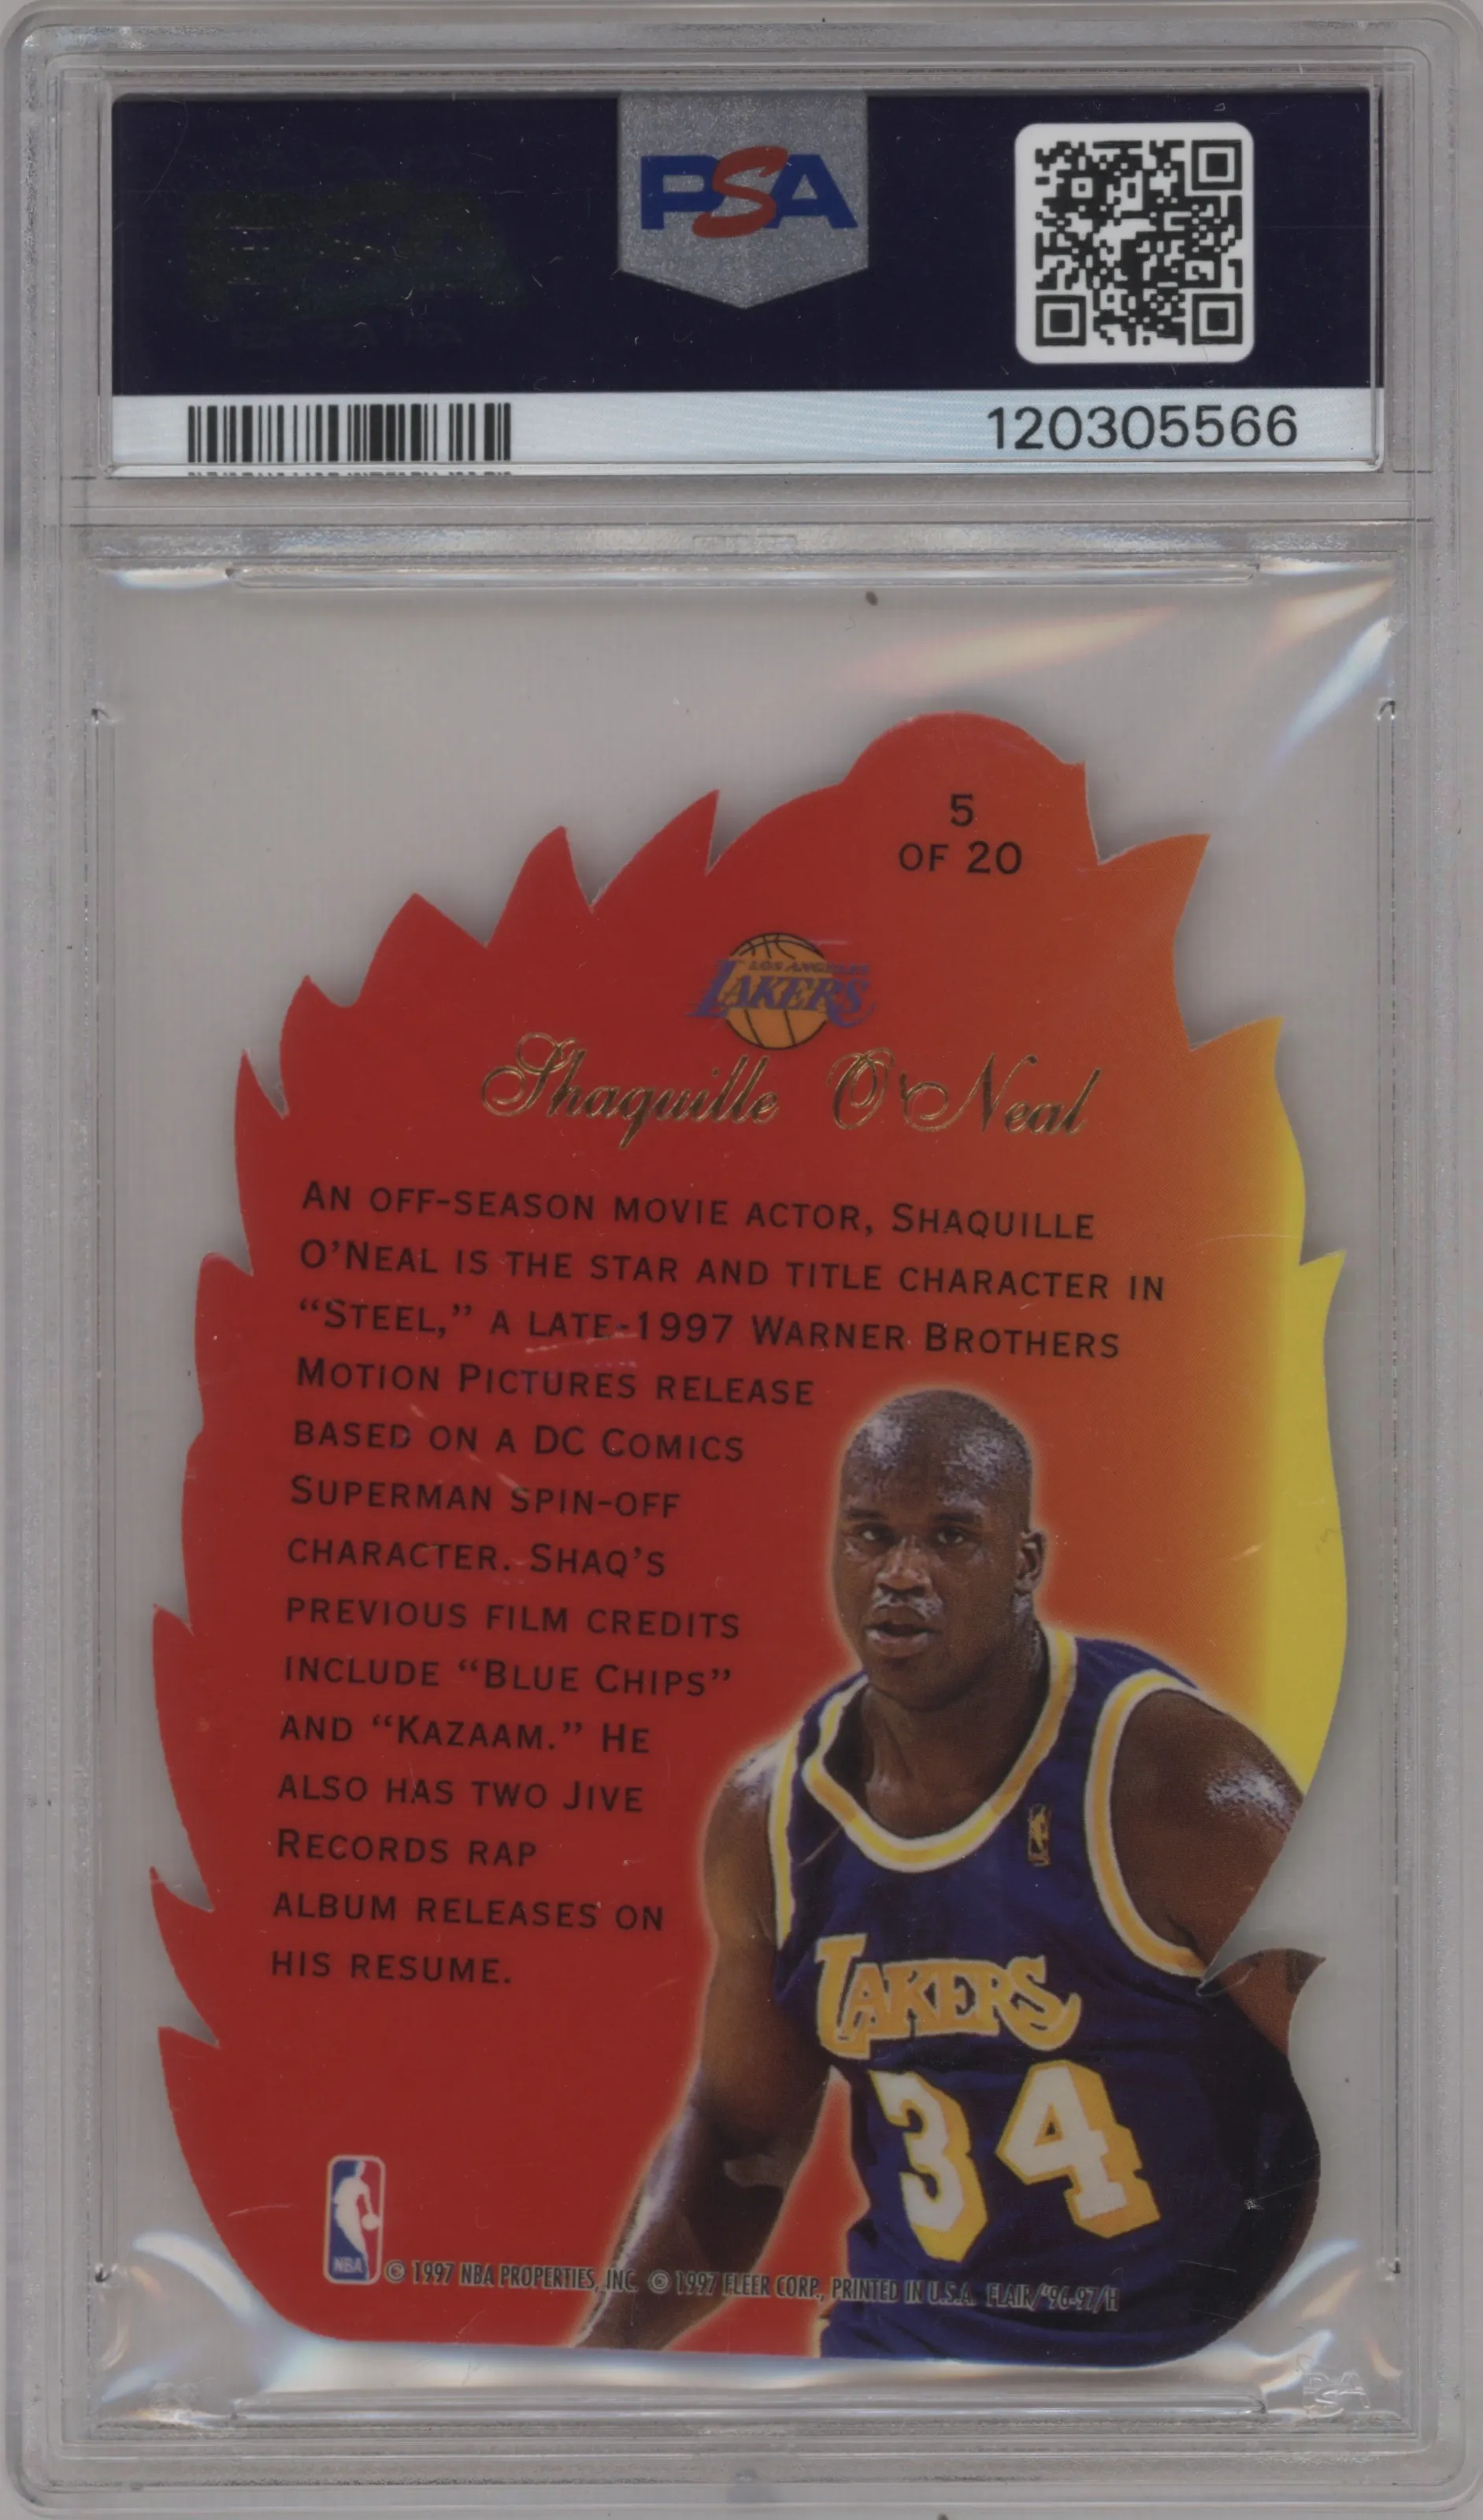 PSA
120305566
5
OF 20
LOS ANGELES
LAKERS
Shaquille O'Neal
AN OFF-SEASON MOVIE ACTOR, SHAQUILLE
O'NEAL IS THE STAR AND TITLE CHARACTER IN
"STEEL," A LATE-1997 WARNER BROTHERS
MOTION PICTURES RELEASE
BASED ON A DC COMICS
SUPERMAN SPIN-OFF
CHARACTER. SHAQ'S
PREVIOUS FILM CREDITS
INCLUDE "BLUE CHIPS"
AND "KAZAAM." HE
ALSO HAS TWO JIVE
RECORDS RAP
ALBUM RELEASES ON
HIS RESUME.
LAKERS
34
NBA
© 1997 NBA PROPERTIES, INC. © 1997 FLEER CORP., PRINTED IN U.S.A. FLAIR/'96-97/H
PSA